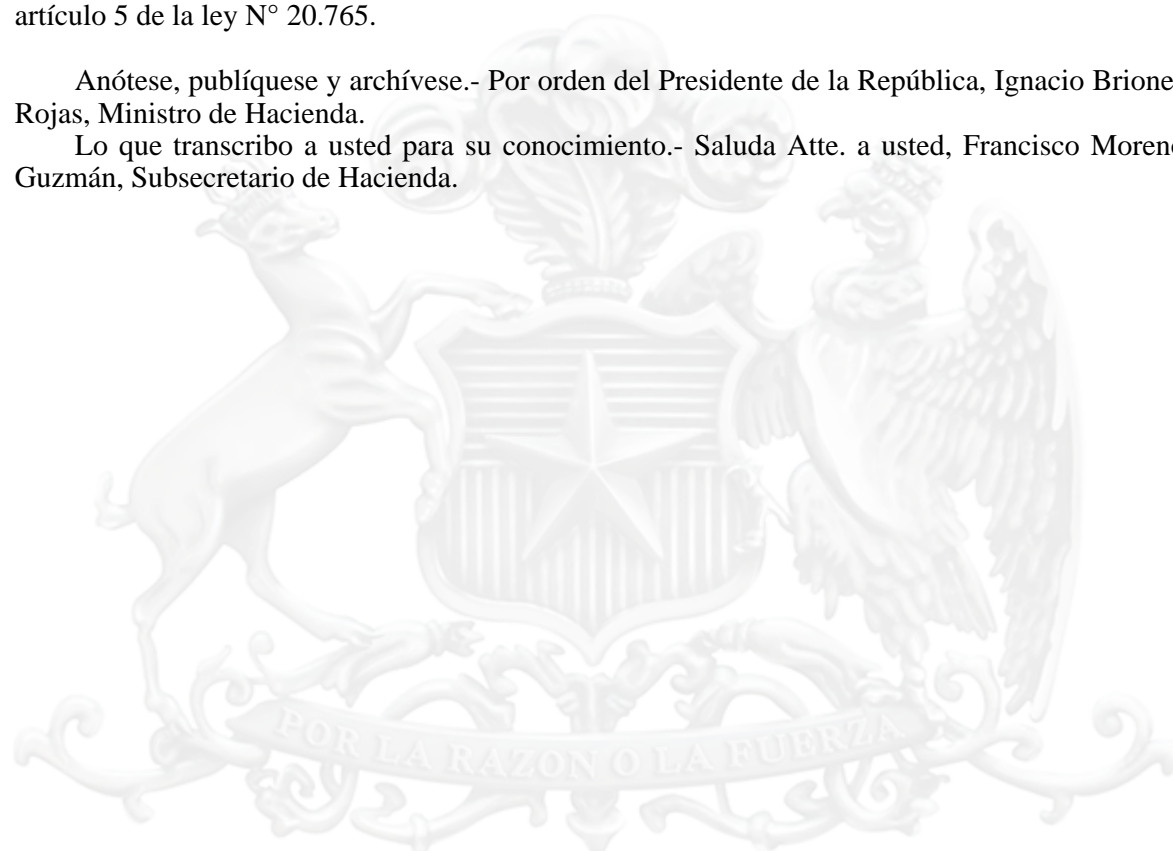 artículo 5 de la ley N° 20.765.
Anótese, publíquese y archívese.- Por orden del Presidente de la República, Ignacio Brione
Rojas, Ministro de Hacienda.
Lo que transcribo a usted para su conocimiento.- Saluda Atte. a usted, Francisco Moren
Guzmán, Subsecretario de Hacienda.
POR LA RAZON O LA FUERZA